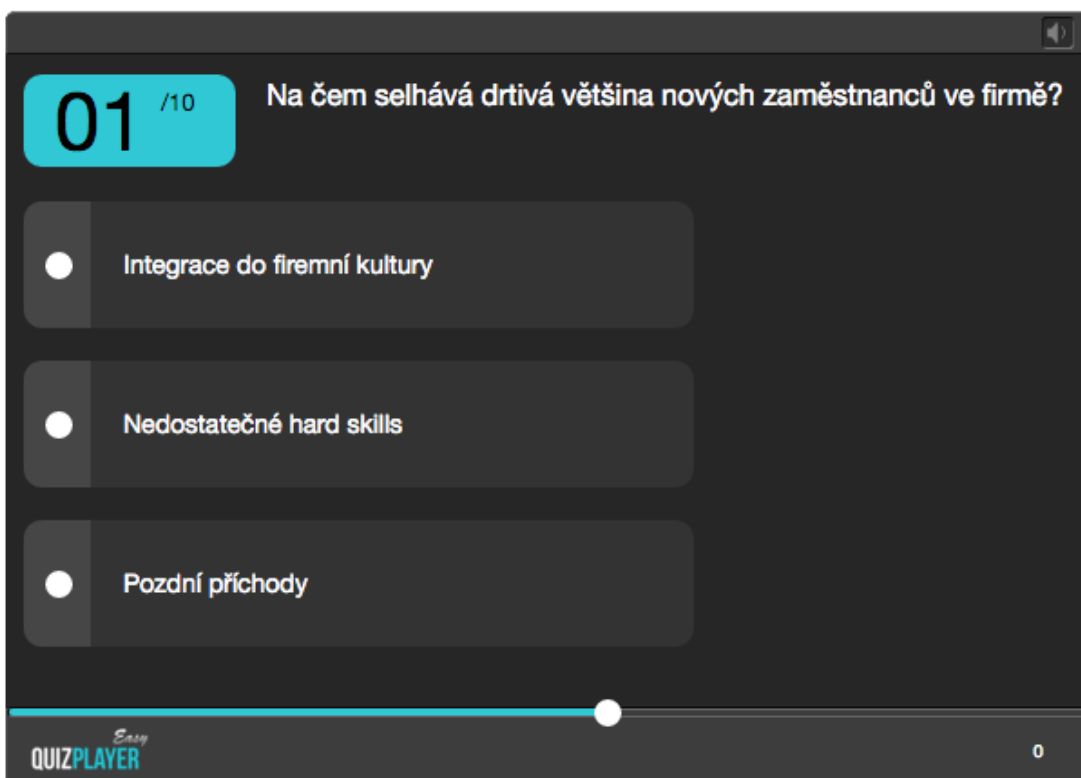 01 /10
Na čem selhává drtivá většina nových zaměstnanců ve firmě?
Integrace do firemní kultury
Nedostatečné hard skills
Pozdní příchody
Easy
QUIZPLAYER
0